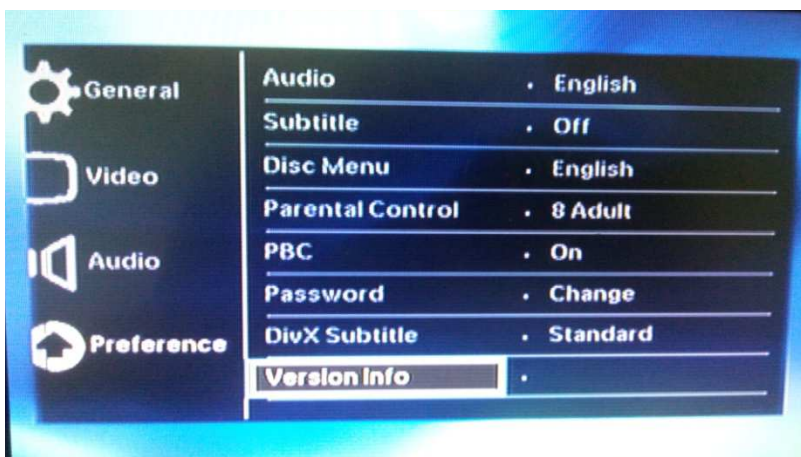 General
Video
Audio
Preference
Audio · English
Subtitle · Off
Disc Menu · English
Parental Control · 8 Adult
PBC · On
Password · Change
DivX Subtitle · Standard
Version Info ·